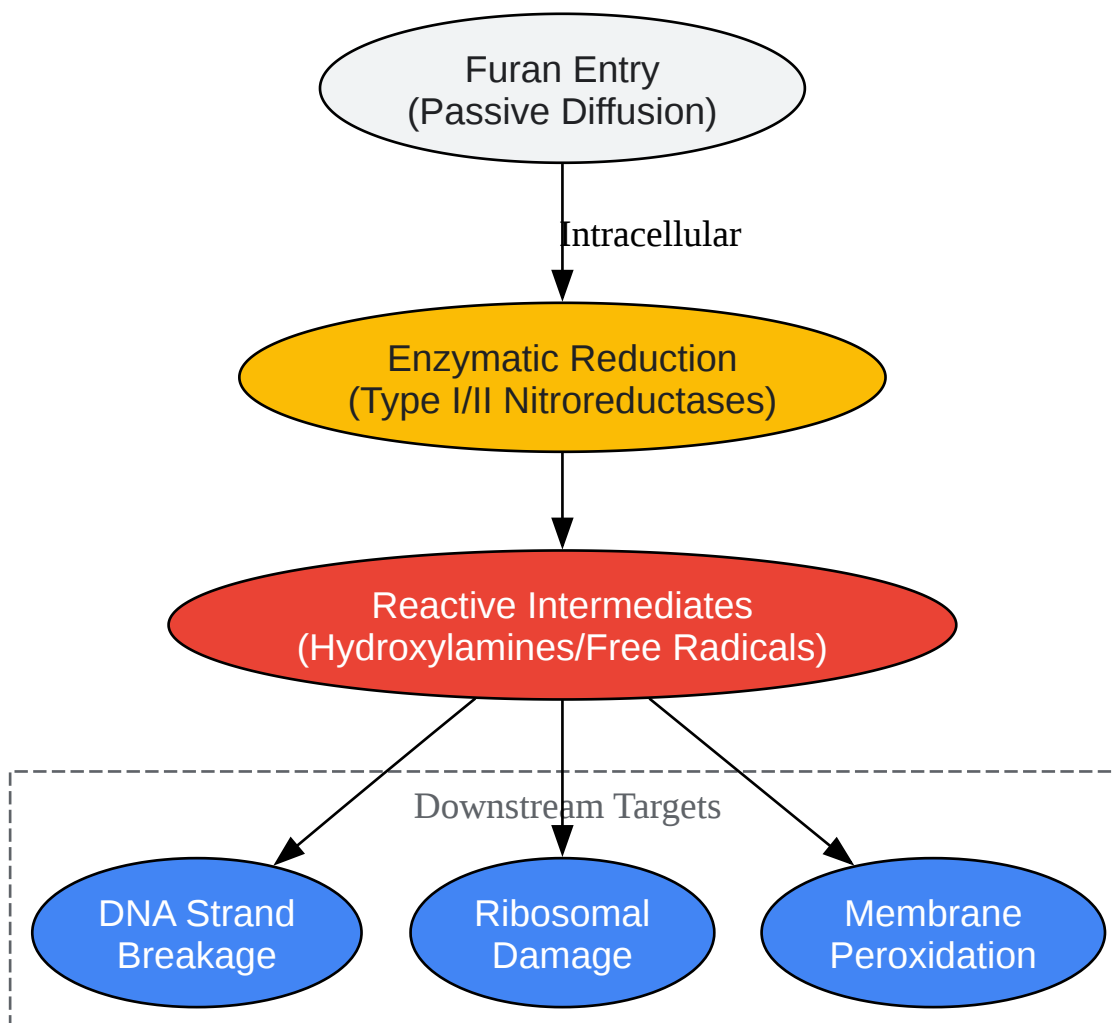 Furan Entry
(Passive Diffusion)
Intracellular
Enzymatic Reduction
(Type I/II Nitroreductases)
Reactive Intermediates
(Hydroxylamines/Free Radicals)
Downstream Targets
DNA Strand
Breakage
Ribosomal
Damage
Membrane
Peroxidation